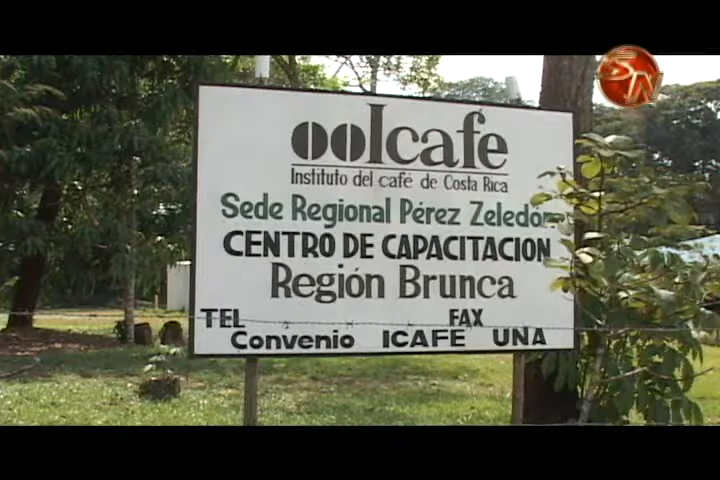 Icafe
Instituto del café de Costa Rica
Sede Regional Pérez Zeledón
CENTRO DE CAPACITACION
Región Brunca
TEL FAX
Convenio ICAFE UNA